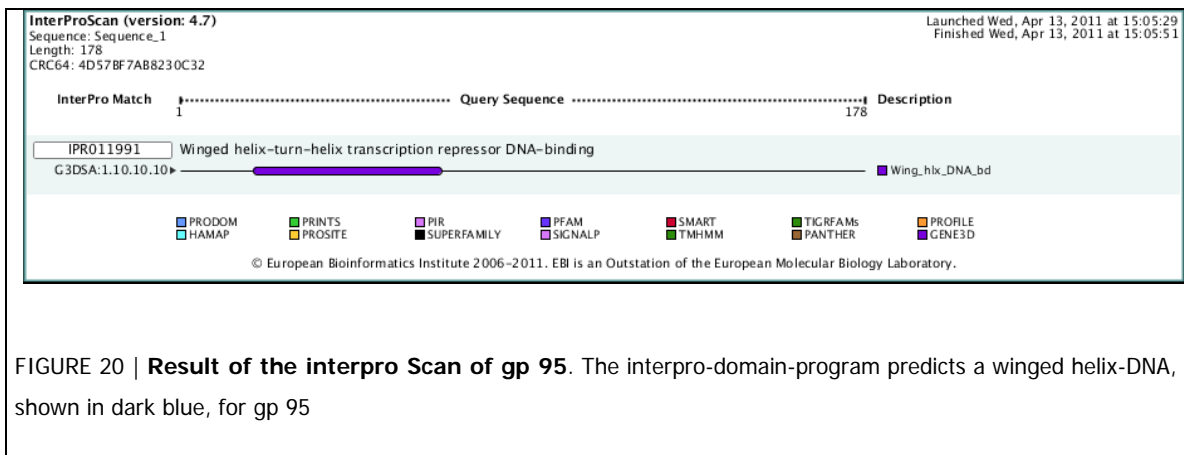 InterProScan (version: 4.7)
Launched Wed, Apr 13, 2011 at 15:05:29
Sequence: Sequence_1
Finished Wed, Apr 13, 2011 at 15:05:51
Length: 178
CRC64: 4D57BF7AB8230C32
InterPro Match Query Sequence Description
1 178
IPR011991 Winged helix-turn-helix transcription repressor DNA-binding
G3DSA:1.10.10.10 Wing_hlx_DNA_bd
PRODOM PRINTS PIR PFAM SMART TIGRFAMs PROFILE
HAMAP PROSITE SUPERFAMILY SIGNALP TMHMM PANTHER GENE3D
© European Bioinformatics Institute 2006-2011. EBI is an Outstation of the European Molecular Biology Laboratory.
FIGURE 20 | Result of the interpro Scan of gp 95. The interpro-domain-program predicts a winged helix-DNA,
shown in dark blue, for gp 95